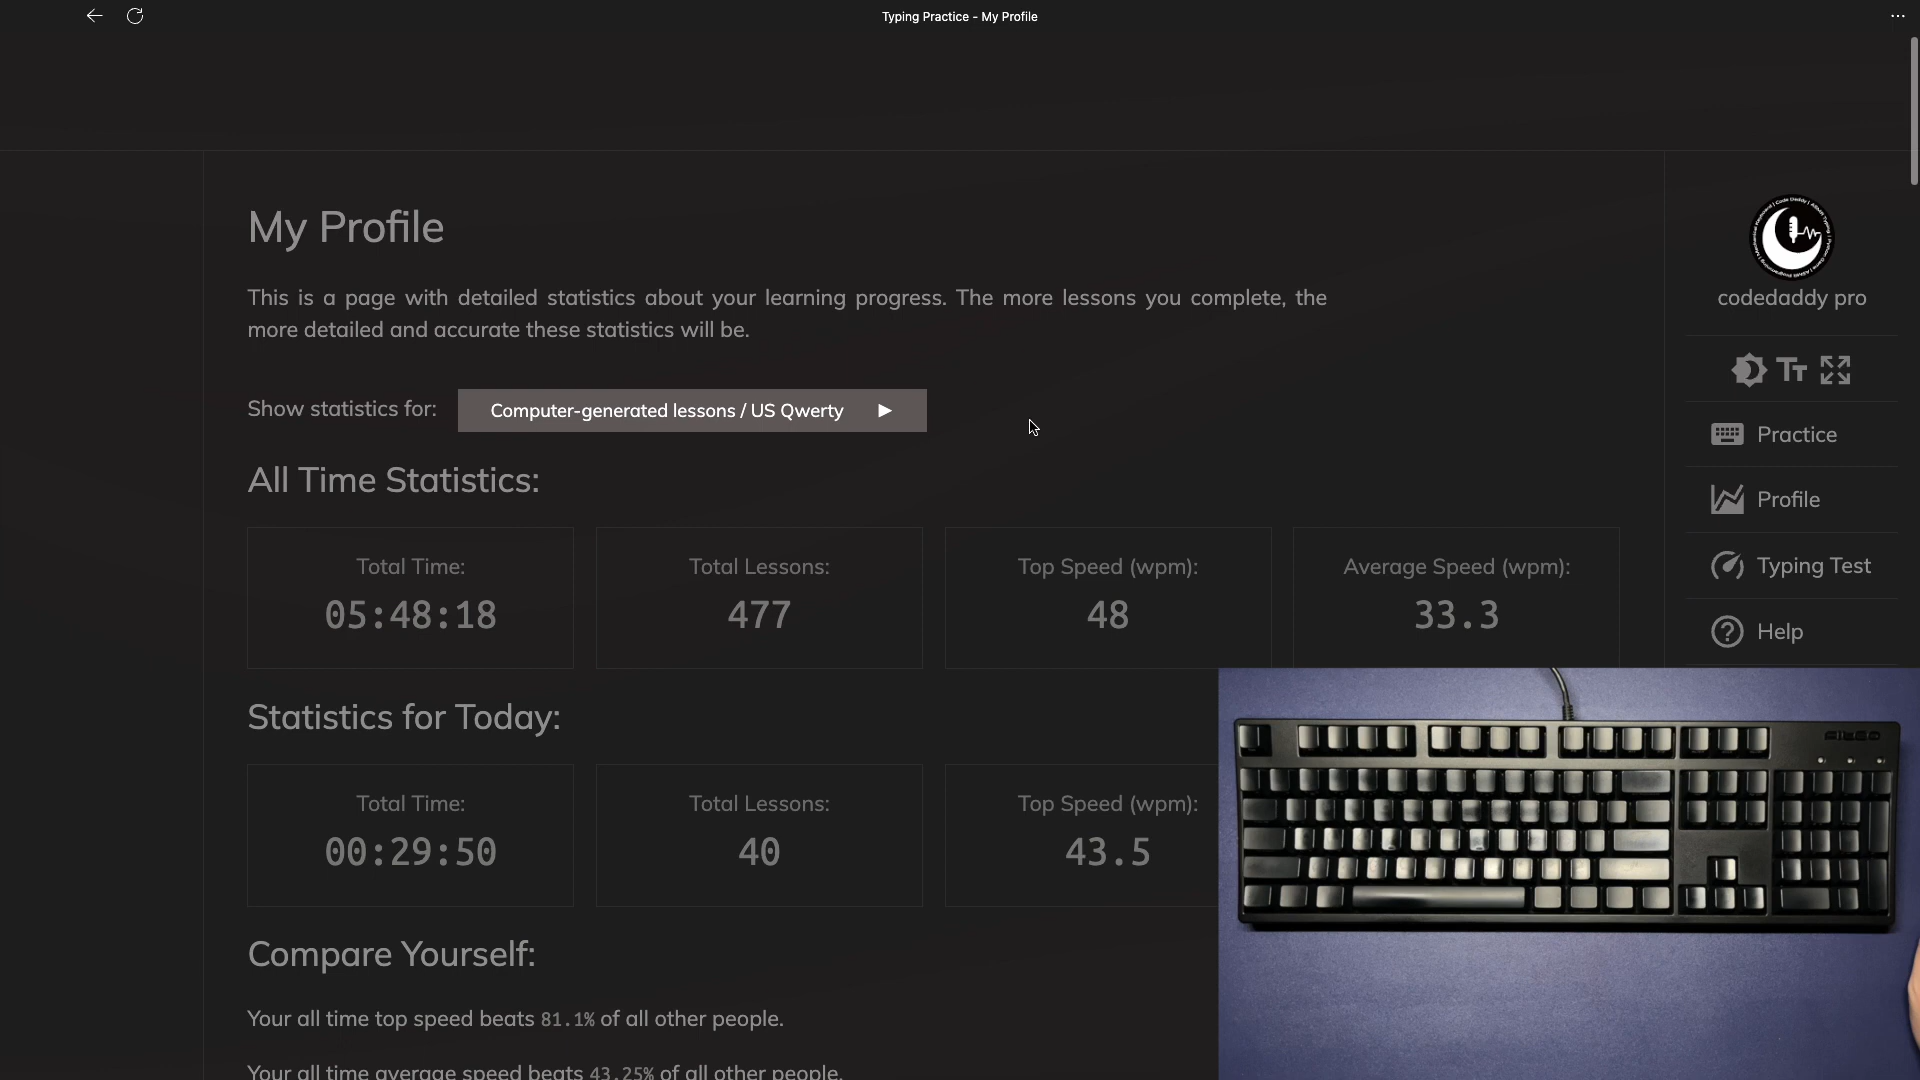 Typing Practice - My Profile
My Profile
This is a page with detailed statistics about your learning progress. The more lessons you complete, the
more detailed and accurate these statistics will be.
Show statistics for: Computer-generated lessons / US Qwerty
All Time Statistics:
Total Time:
05:48:18
Total Lessons:
477
Top Speed (wpm):
48
Average Speed (wpm):
33.3
Statistics for Today:
Total Time:
00:29:50
Total Lessons:
40
Top Speed (wpm):
43.5
Compare Yourself:
Your all time top speed beats 81.1% of all other people.
Your all time average speed beats 43.25% of all other people.
codedaddy pro
Practice
Profile
Typing Test
Help